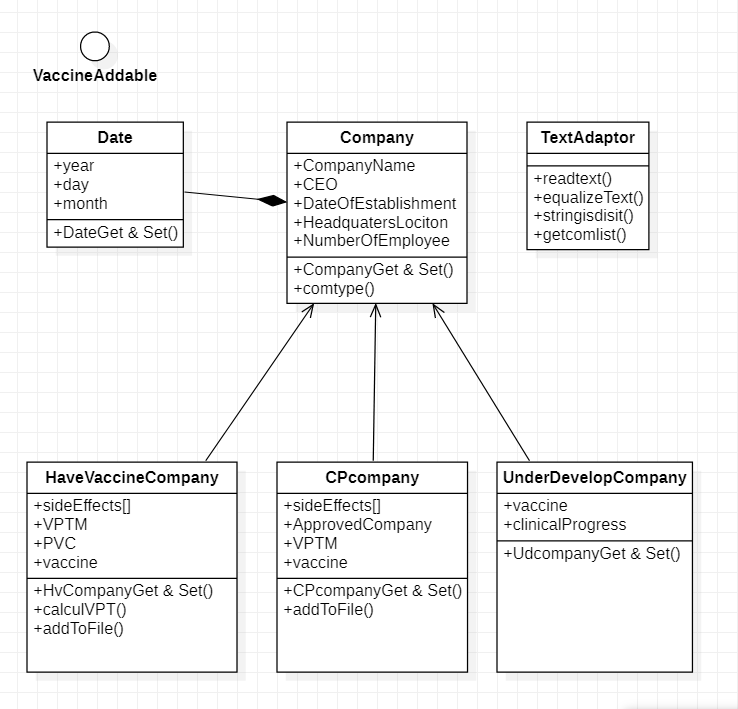 VaccineAddable
Date
+year
+day
+month
+DateGet & Set()
Company
+CompanyName
+CEO
+DateOfEstablishment
+HeadquatersLociton
+NumberOfEmployee
+CompanyGet & Set()
+comtype()
TextAdaptor
+readtext()
+equalizeText()
+stringisdisit()
+getcomlist()
HaveVaccineCompany
+sideEffects[]
+VPTM
+PVC
+vaccine
+HvCompanyGet & Set()
+calculVPT()
+addToFile()
CPcompany
+sideEffects[]
+ApprovedCompany
+VPTM
+vaccine
+CPcompanyGet & Set()
+addToFile()
UnderDevelopCompany
+vaccine
+clinicalProgress
+UdcompanyGet & Set()